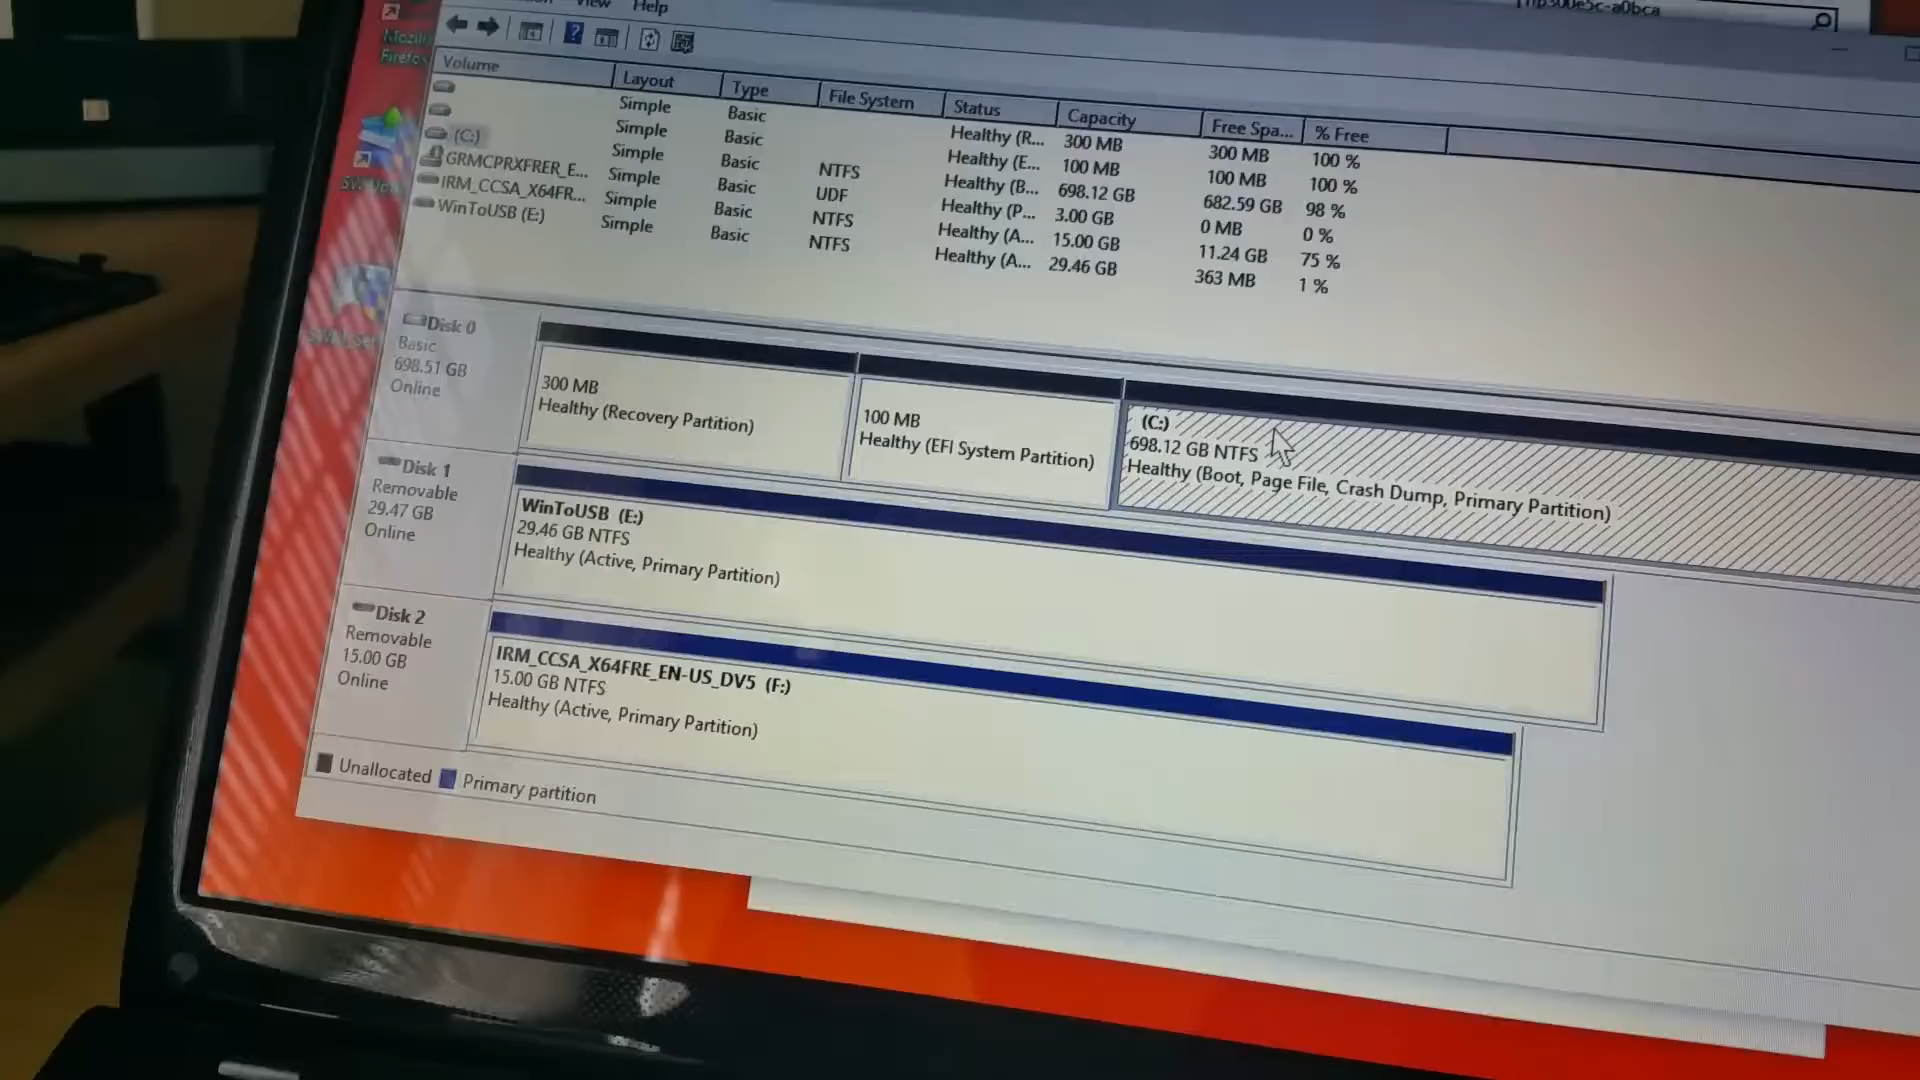 View Help
Mozilla
Firefox
Volume Layout Type File System Status Capacity Free Spa... % Free
Simple Basic Healthy (R... 300 MB 300 MB 100 %
Simple Basic Healthy (E... 100 MB 100 MB 100 %
(C:) Simple Basic NTFS Healthy (B... 698.12 GB 682.59 GB 98 %
GRMCPRXFRER_E... Simple Basic UDF Healthy (P... 3.00 GB 0 MB 0 %
IRM_CCSA_X64FR... Simple Basic NTFS Healthy (A... 15.00 GB 11.24 GB 75 %
WinToUSB (E:) Simple Basic NTFS Healthy (A... 29.46 GB 363 MB 1 %
Disk 0
Basic
698.51 GB
Online
300 MB
Healthy (Recovery Partition)
100 MB
Healthy (EFI System Partition)
(C:)
698.12 GB NTFS
Healthy (Boot, Page File, Crash Dump, Primary Partition)
Disk 1
Removable
29.47 GB
Online
WinToUSB (E:)
29.46 GB NTFS
Healthy (Active, Primary Partition)
Disk 2
Removable
15.00 GB
Online
IRM_CCSA_X64FRE_EN-US_DV5 (F:)
15.00 GB NTFS
Healthy (Active, Primary Partition)
Unallocated Primary partition